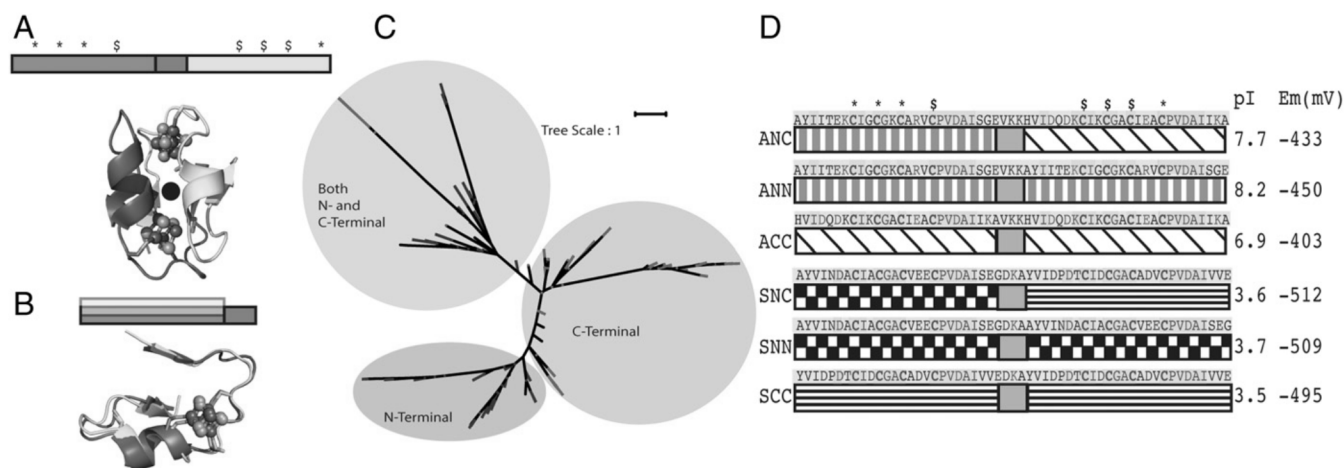 A
* * * $ $ $ $ *
B
C
Tree Scale : 1
Both
N- and
C-Terminal
C-Terminal
N-Terminal
D
* * * $ $ $ $ * pI Em(mV)
AYIITEKCIGCGKCARVCPVDAISGEVKKHVIDQDKCIKCGACIEACPVDAIIKA
ANC 7.7 -433
AYIITEKCIGCGKCARVCPVDAISGEVKKAYIITEKCIGCGKCARVCPVDAISGE
ANN 8.2 -450
HVIDQDKCIKCGACIEACPVDAIIKAVKKHVIDQDKCIKCGACIEACPVDAIIKA
ACC 6.9 -403
AYVINDACIACGACVEECPVDAISEGDKAYVIDPDTCIDCGACADVCPVDAIVVE
SNC 3.6 -512
AYVINDACIACGACVEECPVDAISEGDKAAYVINDACIACGACVEECPVDAISEG
SNN 3.7 -509
YVIDPDTCIDCGACADVCPVDAIVVEDKAYVIDPDTCIDCGACADVCPVDAIVVE
SCC 3.5 -495